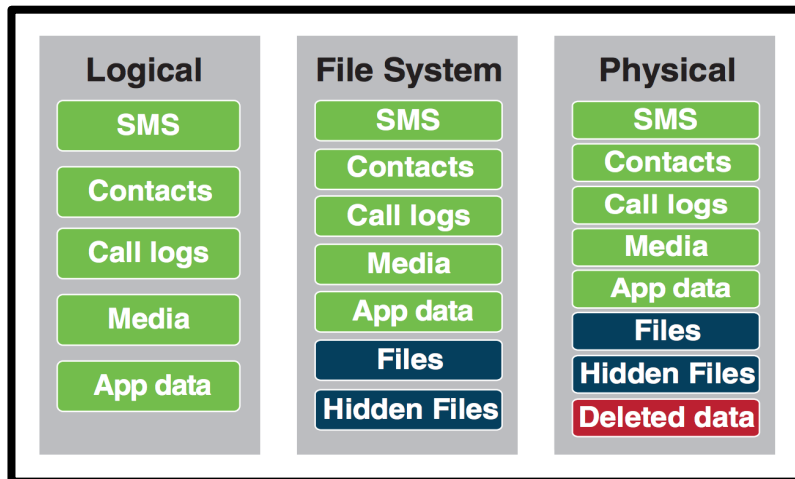 Logical
SMS
Contacts
Call logs
Media
App data
File System
SMS
Contacts
Call logs
Media
App data
Files
Hidden Files
Physical
SMS
Contacts
Call logs
Media
App data
Files
Hidden Files
Deleted data